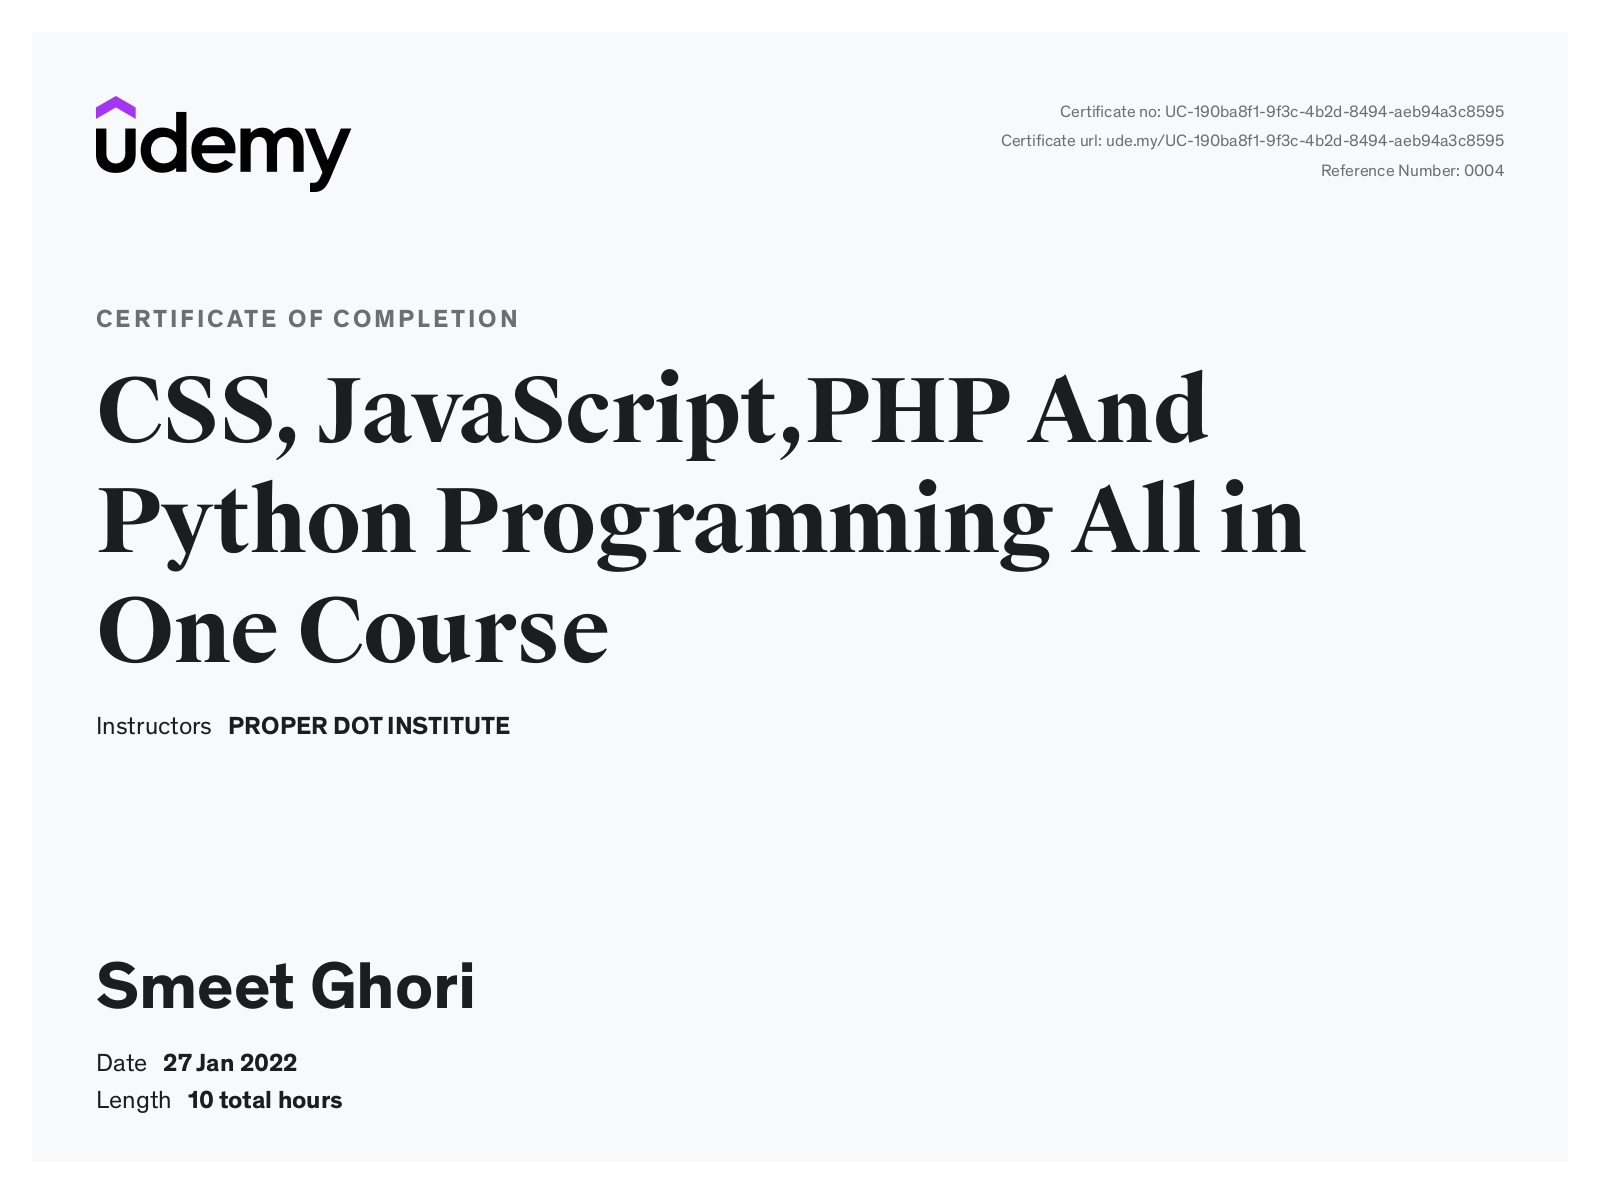 udemy
Certificate no: UC-190ba8f1-9f3c-4b2d-8494-aeb94a3c8595
Certificate url: ude.my/UC-190ba8f1-9f3c-4b2d-8494-aeb94a3c8595
Reference Number: 0004
CERTIFICATE OF COMPLETION
CSS, JavaScript,PHP And
Python Programming All in
One Course
Instructors PROPER DOT INSTITUTE
Smeet Ghori
Date 27 Jan 2022
Length 10 total hours